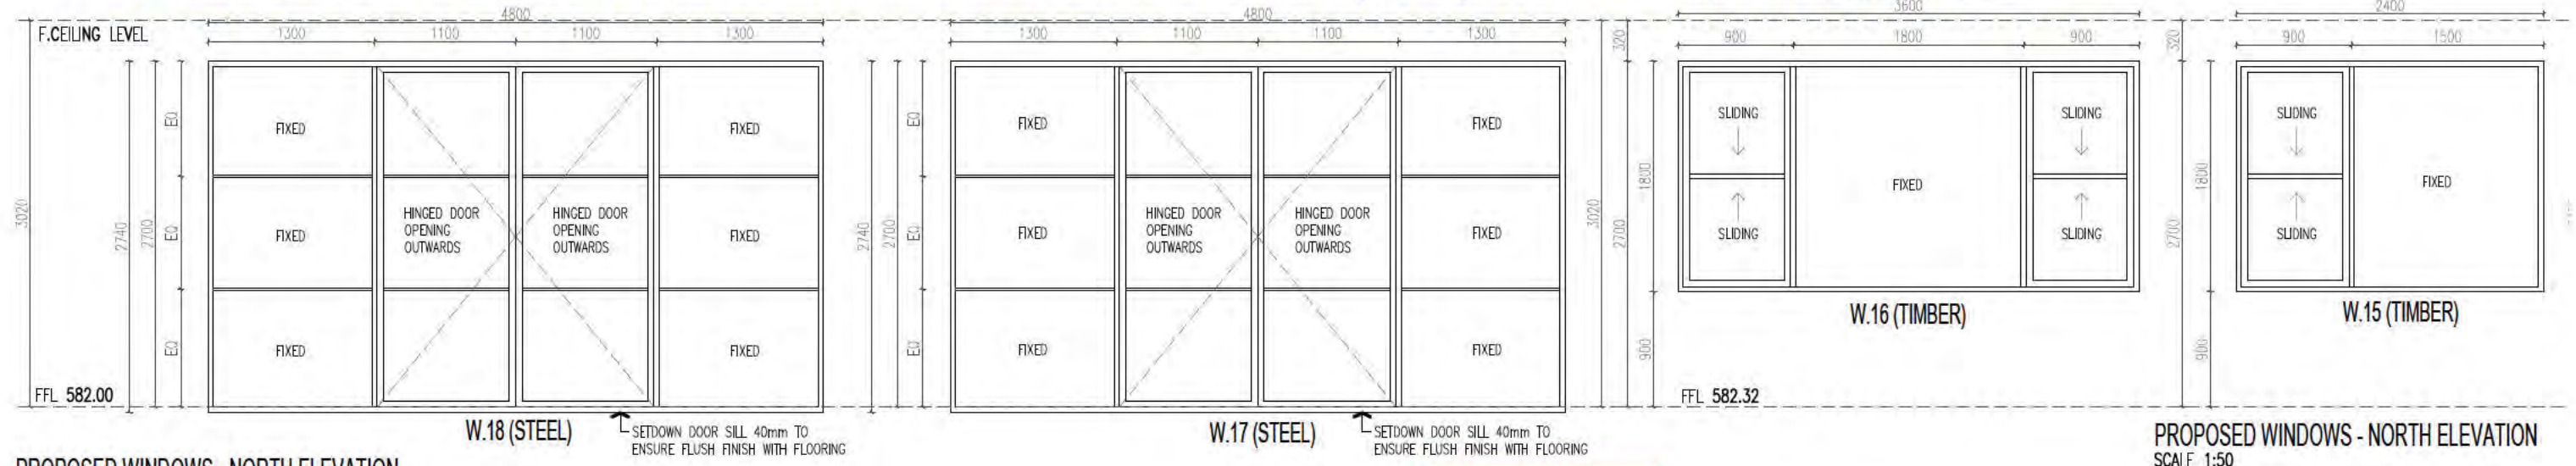 4800
4800
3600
2400
F.CEILING LEVEL
1300
1100
1100
1300
1300
1100
1100
1300
320
900
1800
900
320
900
1500
3020
2740
2700
EQ
EQ
EQ
FIXED
FIXED
FIXED
HINGED DOOR
OPENING
OUTWARDS
HINGED DOOR
OPENING
OUTWARDS
FIXED
FIXED
FIXED
2740
2700
EQ
EQ
EQ
FIXED
FIXED
FIXED
HINGED DOOR
OPENING
OUTWARDS
HINGED DOOR
OPENING
OUTWARDS
FIXED
FIXED
FIXED
3020
2700
1800
900
SLIDING
SLIDING
FIXED
SLIDING
SLIDING
2700
1800
900
SLIDING
SLIDING
FIXED
FFL 582.00
FFL 582.32
W.18 (STEEL)
SETDOWN DOOR SILL 40mm TO
ENSURE FLUSH FINISH WITH FLOORING
W.17 (STEEL)
SETDOWN DOOR SILL 40mm TO
ENSURE FLUSH FINISH WITH FLOORING
W.16 (TIMBER)
W.15 (TIMBER)
PROPOSED WINDOWS - NORTH ELEVATION
PROPOSED WINDOWS - NORTH ELEVATION
SCALE 1:50